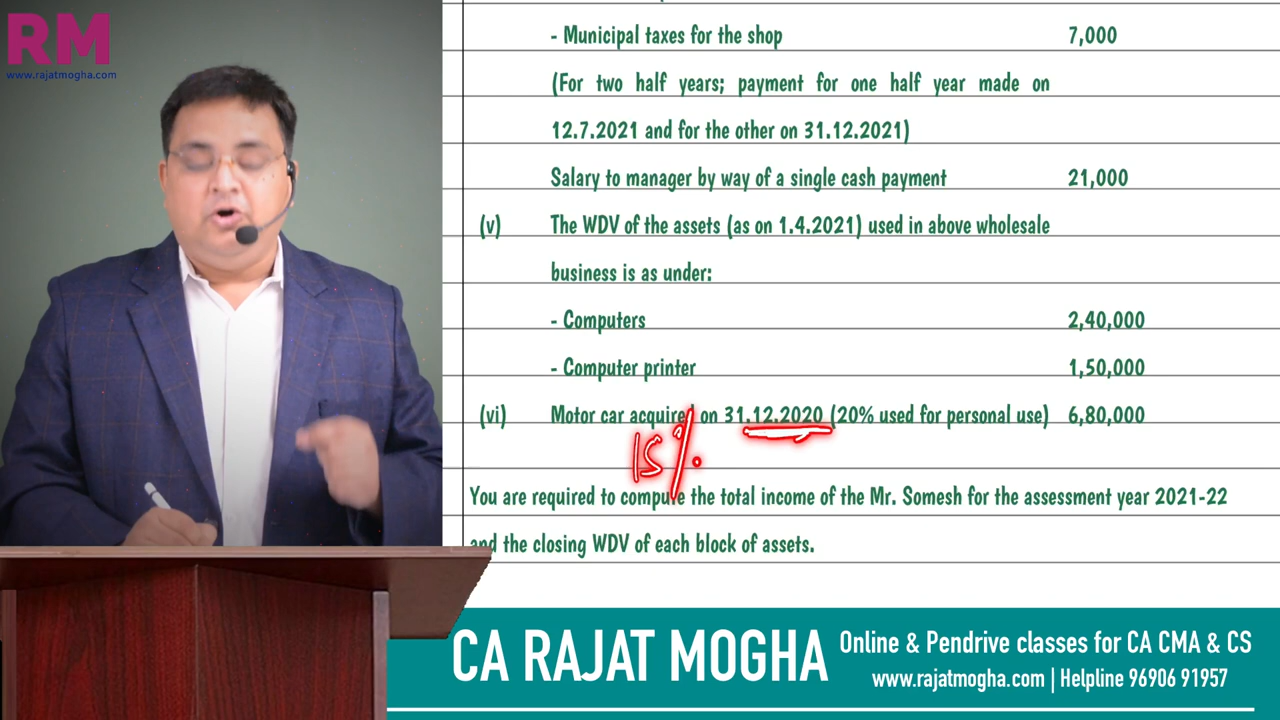 RM
www.rajatmogha.com
- Municipal taxes for the shop 7,000
(For two half years; payment for one half year made on
12.7.2021 and for the other on 31.12.2021)
Salary to manager by way of a single cash payment 21,000
(v) The WDV of the assets (as on 1.4.2021) used in above wholesale
business is as under:
- Computers 2,40,000
- Computer printer 1,50,000
(vi) Motor car acquired on 31.12.2020 (20% used for personal use) 6,80,000
15%
You are required to compute the total income of the Mr. Somesh for the assessment year 2021-22
and the closing WDV of each block of assets.
CA RAJAT MOGHA
Online & Pendrive classes for CA CMA & CS
www.rajatmogha.com | Helpline 96906 91957